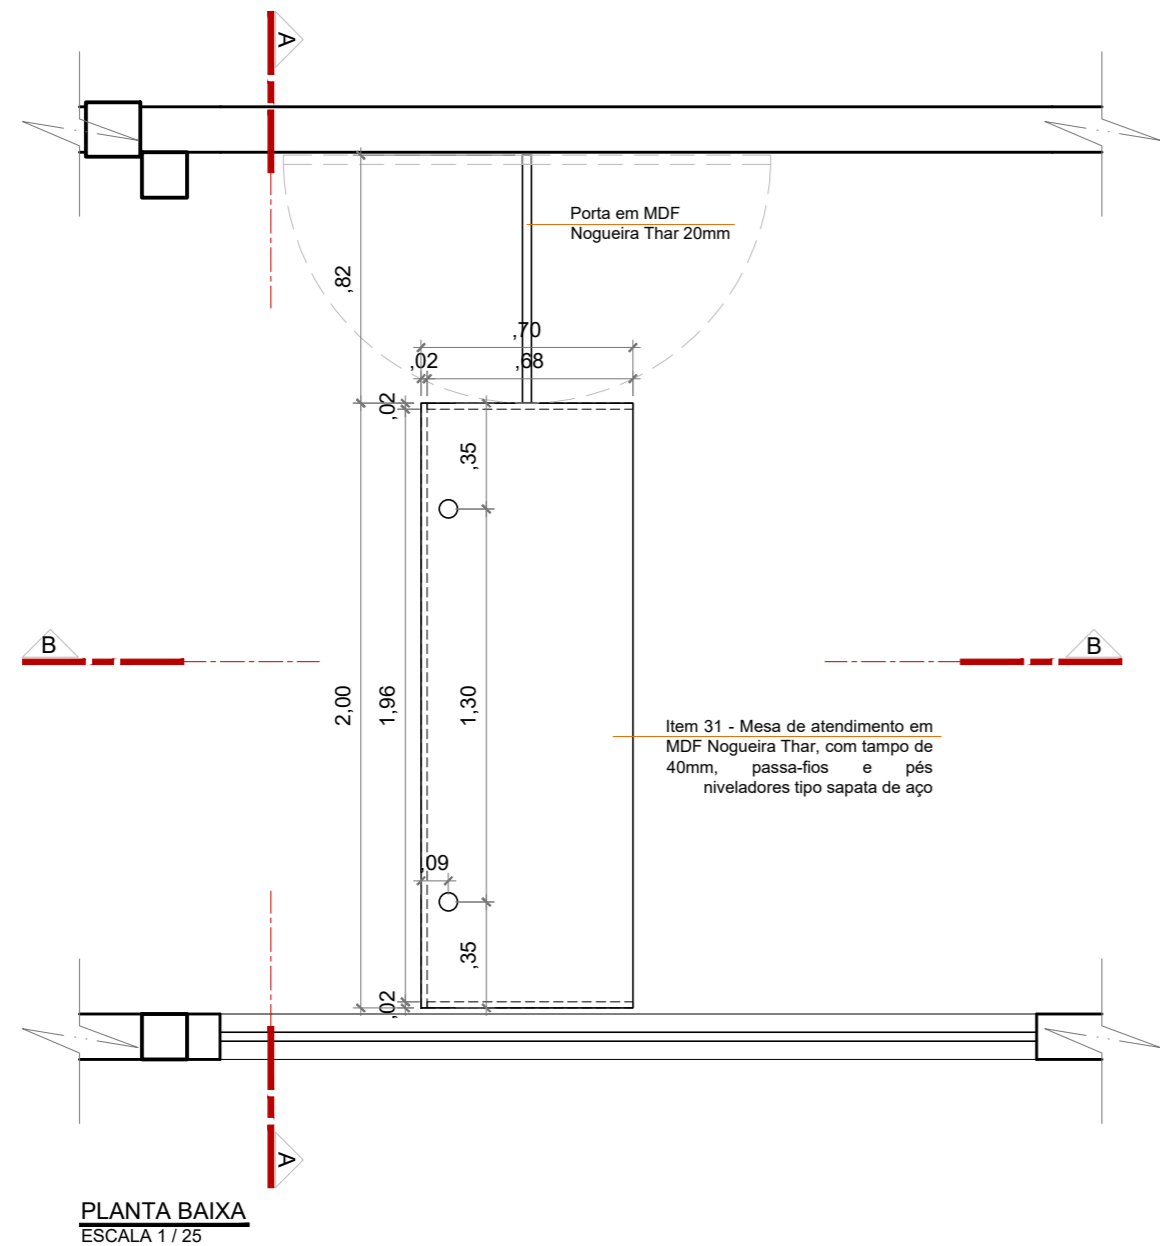 A
Porta em MDF
Nogueira Thar 20mm
,82
,70
,02
,68
,02
,35
B
B
2,00
1,96
1,30
Item 31 - Mesa de atendimento em
MDF Nogueira Thar, com tampo de
40mm, passa-fios e pés
niveladores tipo sapata de aço
,09
,35
,02
A
PLANTA BAIXA
ESCALA 1 / 25